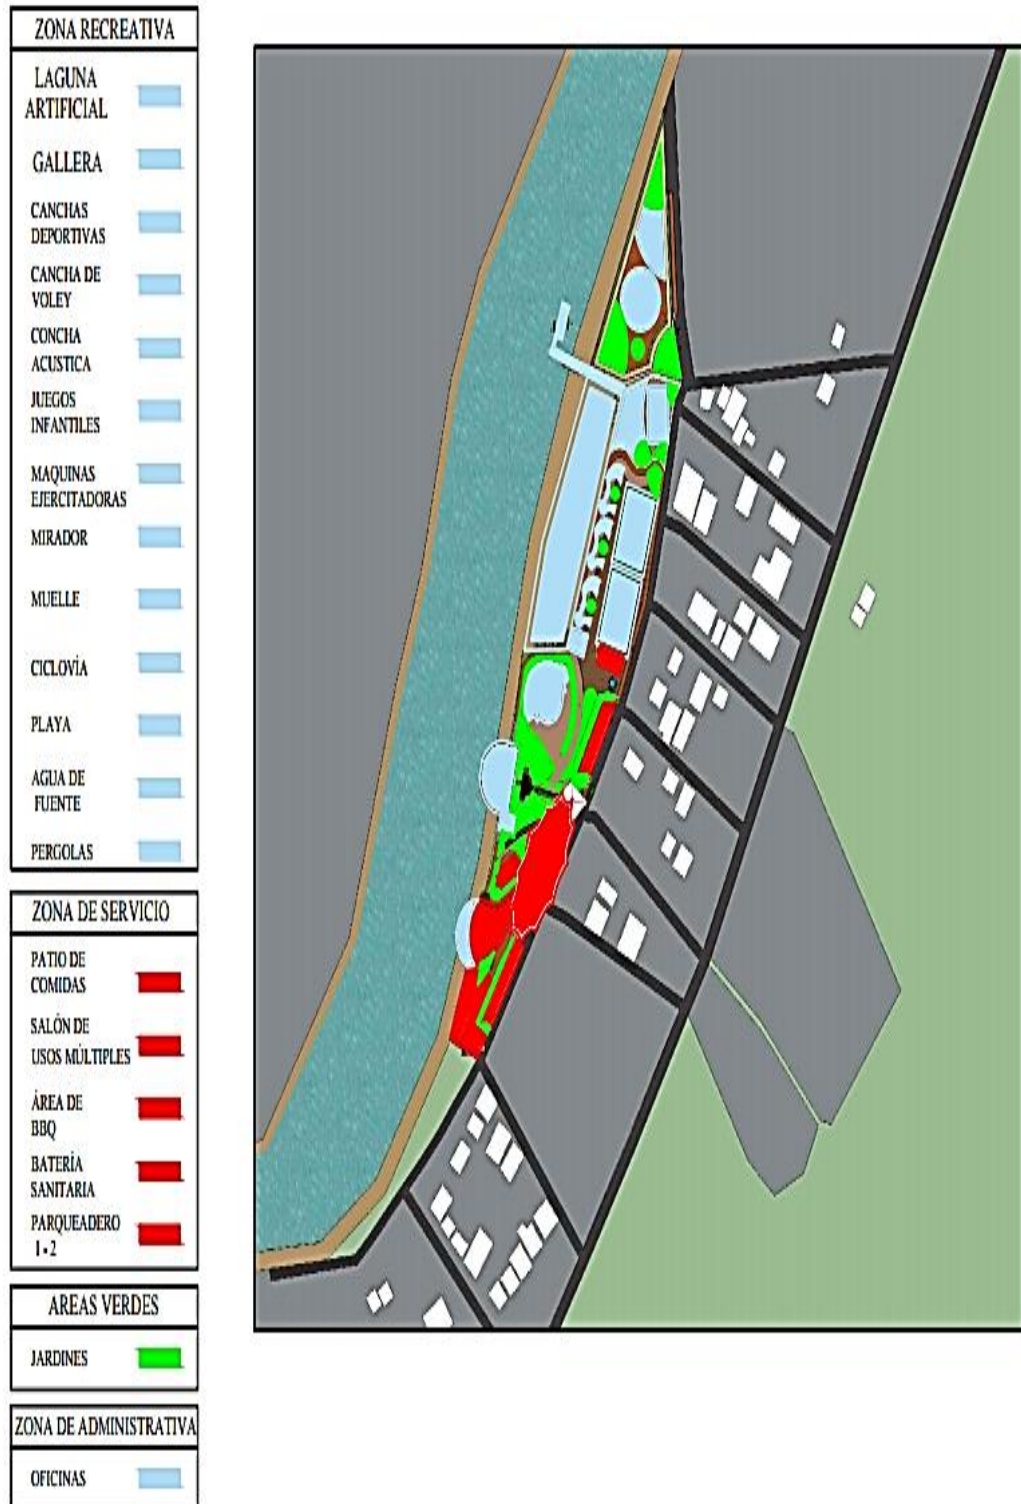 ZONA RECREATIVA
LAGUNA
ARTIFICIAL
GALLERA
CANCHAS
DEPORTIVAS
CANCHA DE
VOLEY
CONCHA
ACUSTICA
JUEGOS
INFANTILES
MAQUINAS
EJERCITADORAS
MIRADOR
MUELLE
CICLOVÍA
PLAYA
AGUA DE
FUENTE
PERGOLAS
ZONA DE SERVICIO
PATIO DE
COMIDAS
SALÓN DE
USOS MÚLTIPLES
ÁREA DE
BBQ
BATERÍA
SANITARIA
PARQUEADERO
1 - 2
AREAS VERDES
JARDINES
ZONA DE ADMINISTRATIVA
OFICINAS